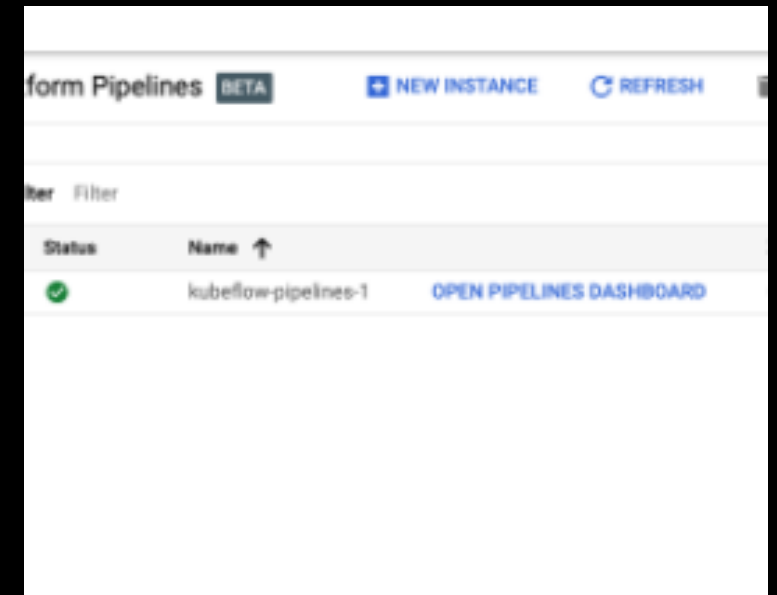 form Pipelines BETA NEW INSTANCE REFRESH
lter Filter
Status Name
kubeflow-pipelines-1 OPEN PIPELINES DASHBOARD